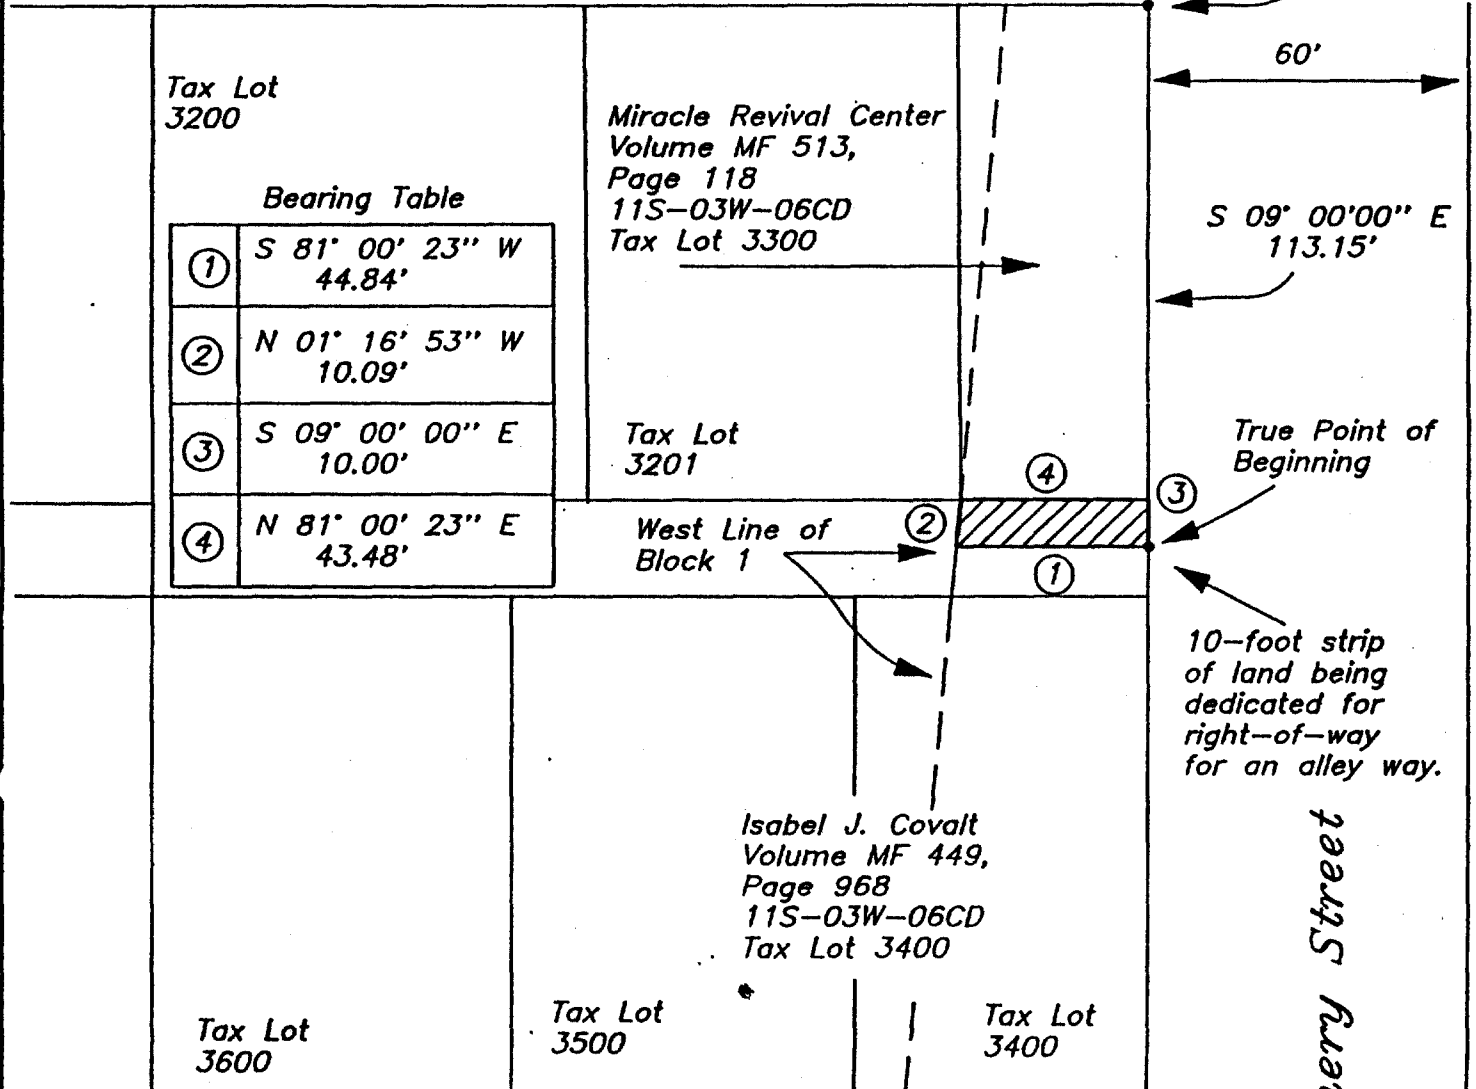 60'
Tax Lot
3200
Miracle Revival Center
Volume MF 513,
Page 118
11S-03W-06CD
Tax Lot 3300
Bearing Table
1
S 81° 00' 23" W
44.84'
2
N 01° 16' 53" W
10.09'
3
S 09° 00' 00" E
10.00'
4
N 81° 00' 23" E
43.48'
S 09° 00'00" E
113.15'
Tax Lot
3201
True Point of
Beginning
4
3
2
1
West Line of
Block 1
10-foot strip
of land being
dedicated for
right-of-way
for an alley way.
Isabel J. Covalt
Volume MF 449,
Page 968
11S-03W-06CD
Tax Lot 3400
Tax Lot
3600
Tax Lot
3500
Tax Lot
3400
Street